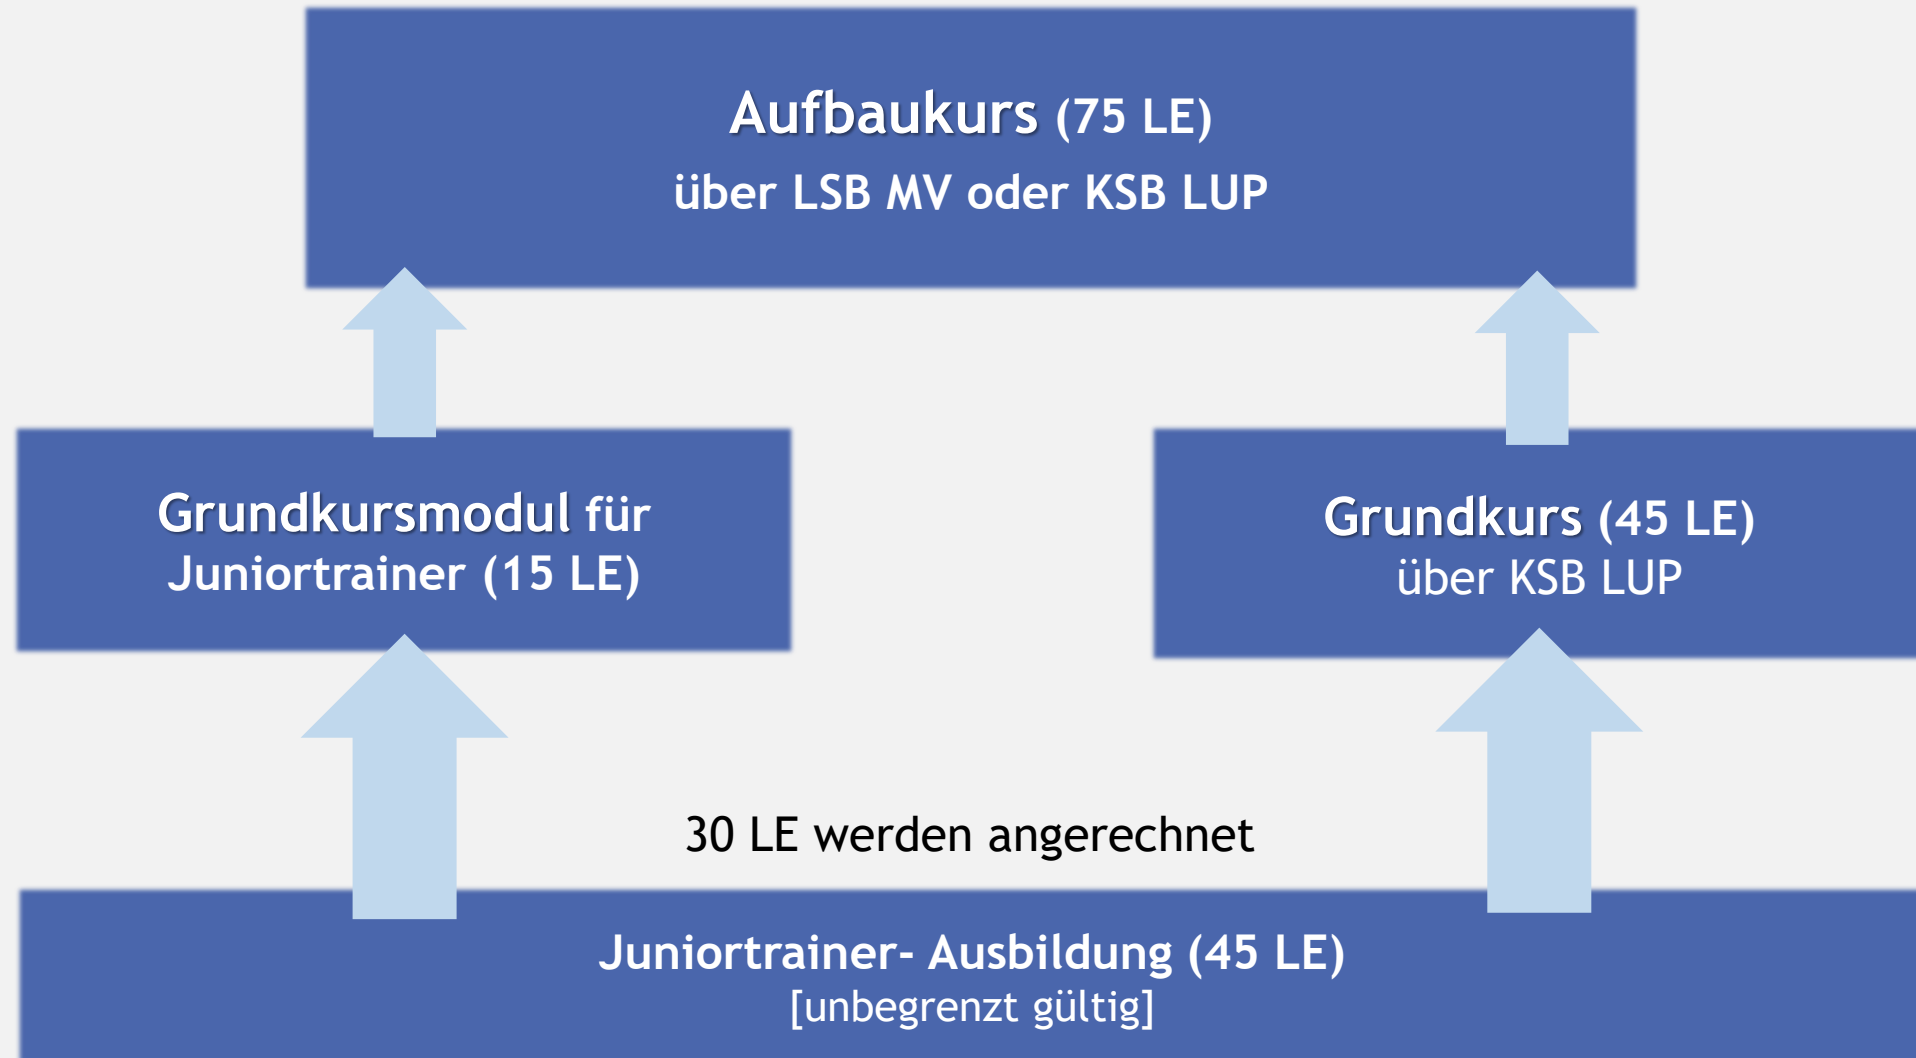 Aufbaukurs (75 LE)
über LSB MV oder KSB LUP
Grundkursmodul für
Juniortrainer (15 LE)
Grundkurs (45 LE)
über KSB LUP
30 LE werden angerechnet
Juniortrainer- Ausbildung (45 LE)
[unbegrenzt gültig]